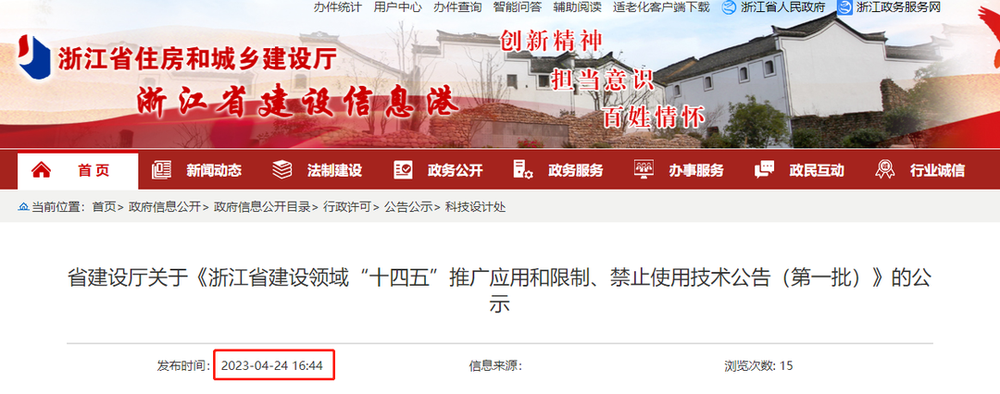 办件统计 用户中心 办件查询 智能问答 辅助阅读 适老化客户端下载 浙江省人民政府 浙江政务服务网
浙江省住房和城乡建设厅
浙江省建设信息港
创新精神
担当意识
百姓情怀
首页 新闻动态 法制建设 政务公开 政务服务 办事服务 政民互动 行业诚信
当前位置：首页> 政府信息公开> 政府信息公开目录> 行政许可> 公告公示> 科技设计处
省建设厅关于《浙江省建设领域“十四五”推广应用和限制、禁止使用技术公告（第一批）》的公
示
发布时间：2023-04-24 16:44 信息来源： 浏览次数: 15